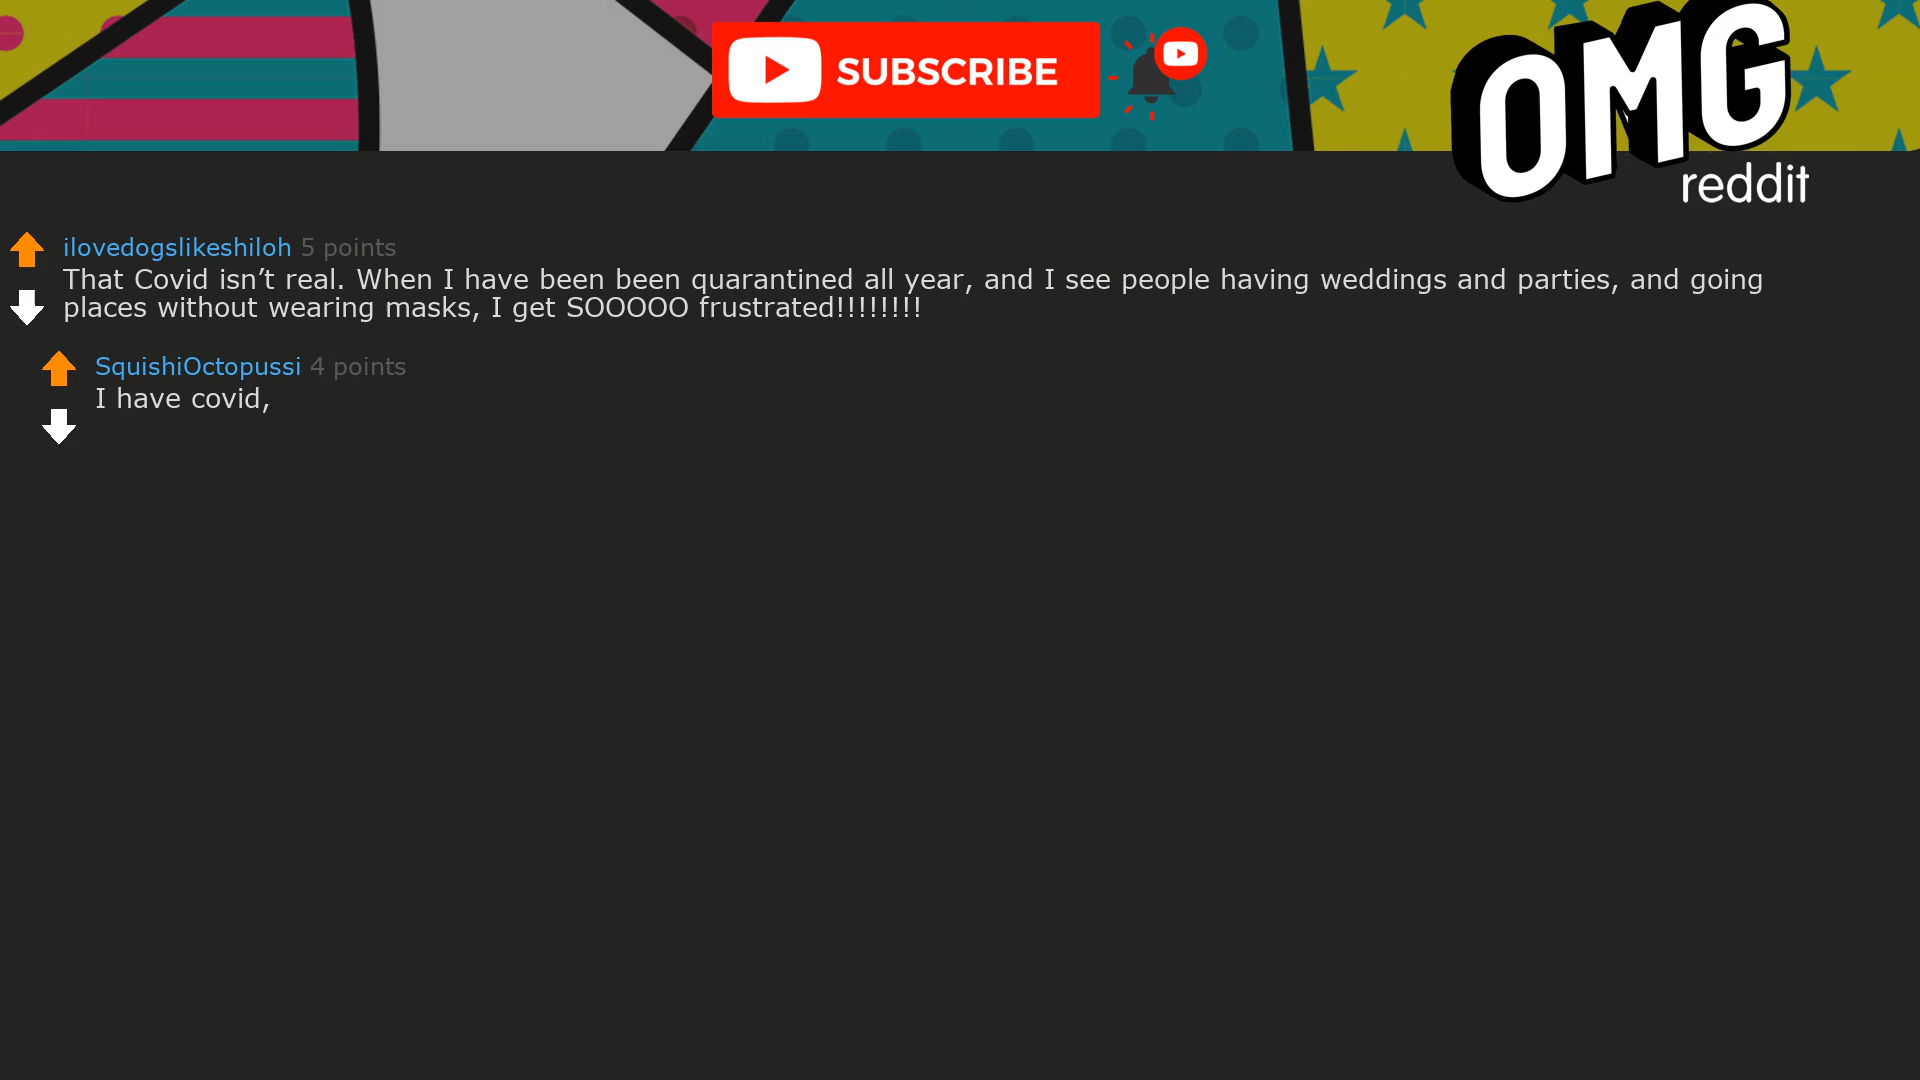 SUBSCRIBE
OMG
reddit
ilovedogslikeshiloh 5 points
That Covid isn’t real. When I have been been quarantined all year, and I see people having weddings and parties, and going
places without wearing masks, I get SOOOOO frustrated!!!!!!!!
SquishiOctopussi 4 points
I have covid,